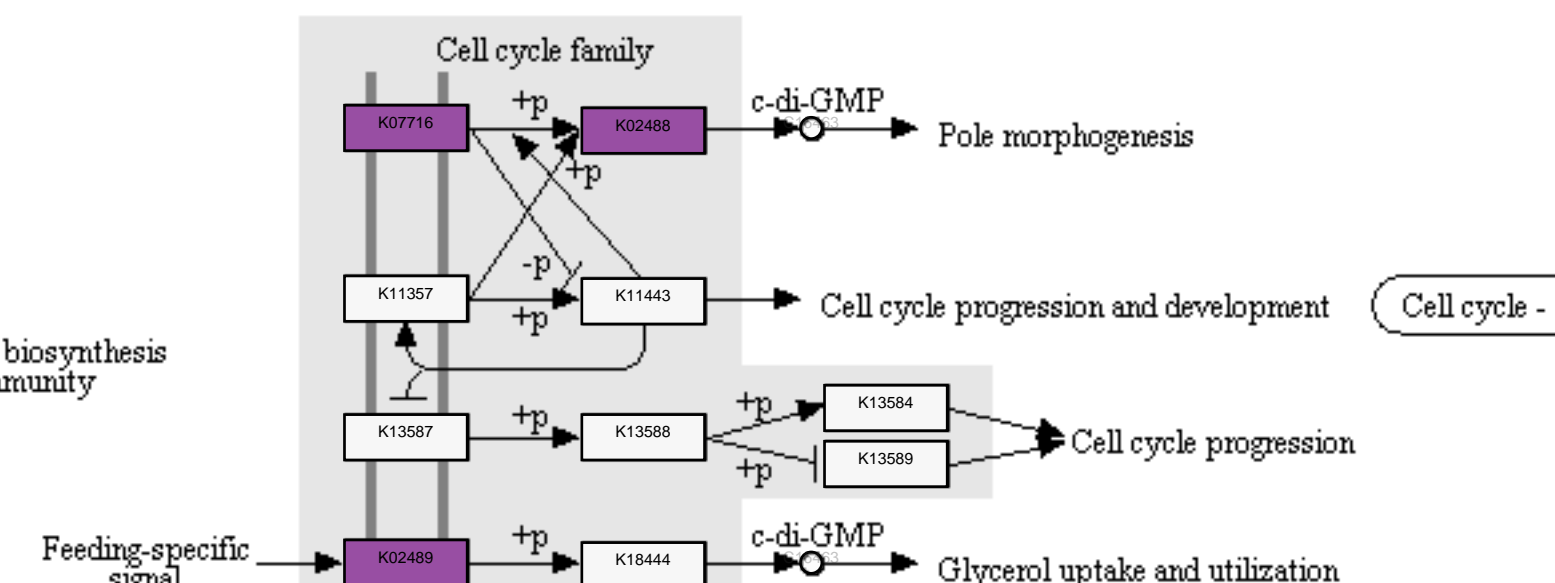 Cell cycle family
+p
c-di-GMP
K07716
K02488
Pole morphogenesis
+p
-p
K11357
K11443
Cell cycle progression and development
Cell cycle -
+p
biosynthesis
munity
+p
+p
K13584
K13587
K13588
Cell cycle progression
K13589
+p
+p
c-di-GMP
Feeding-specific
K02489
K18444
Glycerol uptake and utilization
signal